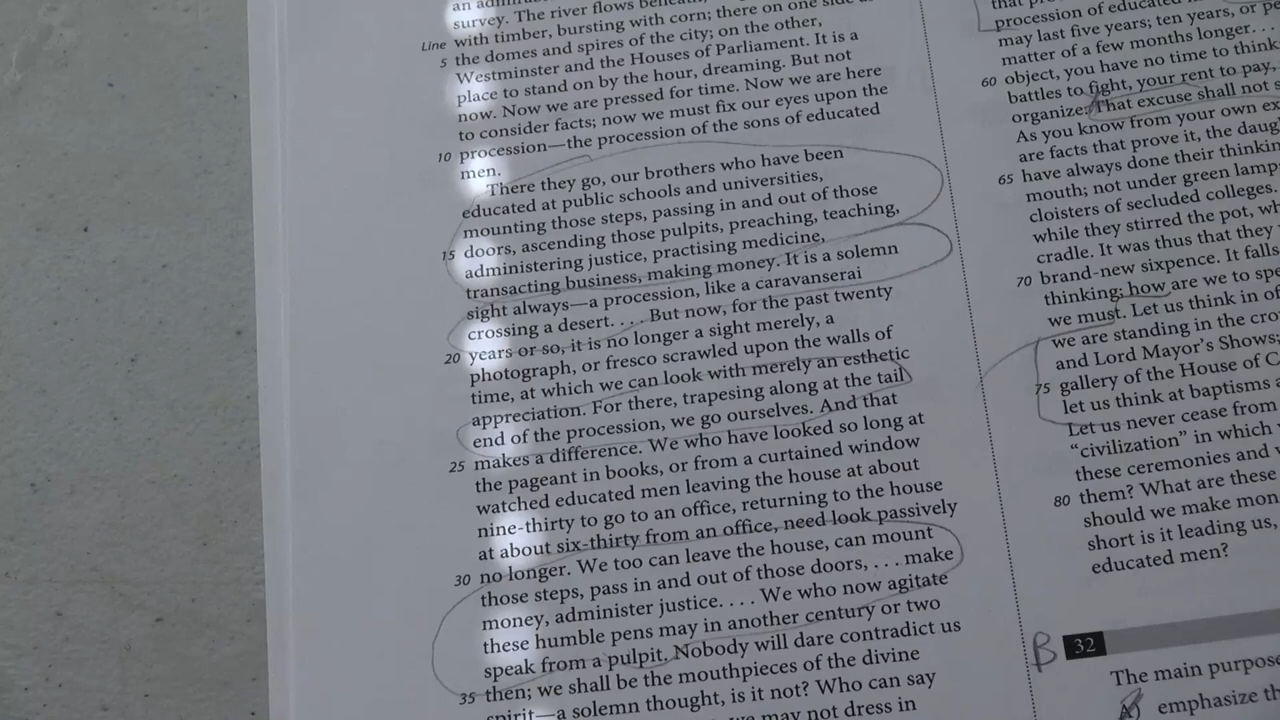 survey. The river flows beneath,
Line with timber, bursting with corn; there on one side
5 the domes and spires of the city; on the other,
Westminster and the Houses of Parliament. It is a
place to stand on by the hour, dreaming. But not
now. Now we are pressed for time. Now we are here
to consider facts; now we must fix our eyes upon the
10 procession—the procession of the sons of educated
men.
There they go, our brothers who have been
educated at public schools and universities,
mounting those steps, passing in and out of those
15 doors, ascending those pulpits, preaching, teaching,
administering justice, practising medicine,
transacting business, making money. It is a solemn
sight always—a procession, like a caravanserai
crossing a desert. . . . But now, for the past twenty
20 years or so, it is no longer a sight merely, a
photograph, or fresco scrawled upon the walls of
time, at which we can look with merely an esthetic
appreciation. For there, trapesing along at the tail
end of the procession, we go ourselves. And that
25 makes a difference. We who have looked so long at
the pageant in books, or from a curtained window
watched educated men leaving the house at about
nine-thirty to go to an office, returning to the house
at about six-thirty from an office, need look passively
30 no longer. We too can leave the house, can mount
those steps, pass in and out of those doors, . . . make
money, administer justice. . . . We who now agitate
these humble pens may in another century or two
speak from a pulpit. Nobody will dare contradict us
35 then; we shall be the mouthpieces of the divine
spirit—a solemn thought, is it not? Who can say
we may not dress in
procession of educated
may last five years; ten years, or
matter of a few months longer. . .
60 object, you have no time to think
battles to fight, your rent to pay,
organize. That excuse shall not
As you know from your own
are facts that prove it, the
have always done their
65 mouth; not under green
cloisters of secluded colleges.
while they stirred the pot,
cradle. It was thus that they
70 brand-new sixpence. It falls
thinking; how are we to
we must. Let us think in
we are standing in the
and Lord Mayor's Shows;
75 gallery of the House of
let us think at baptisms
Let us never cease from
“civilization” in which
these ceremonies and
80 them? What are these
should we make
short is it leading us,
educated men?
B 32
The main
emphasize